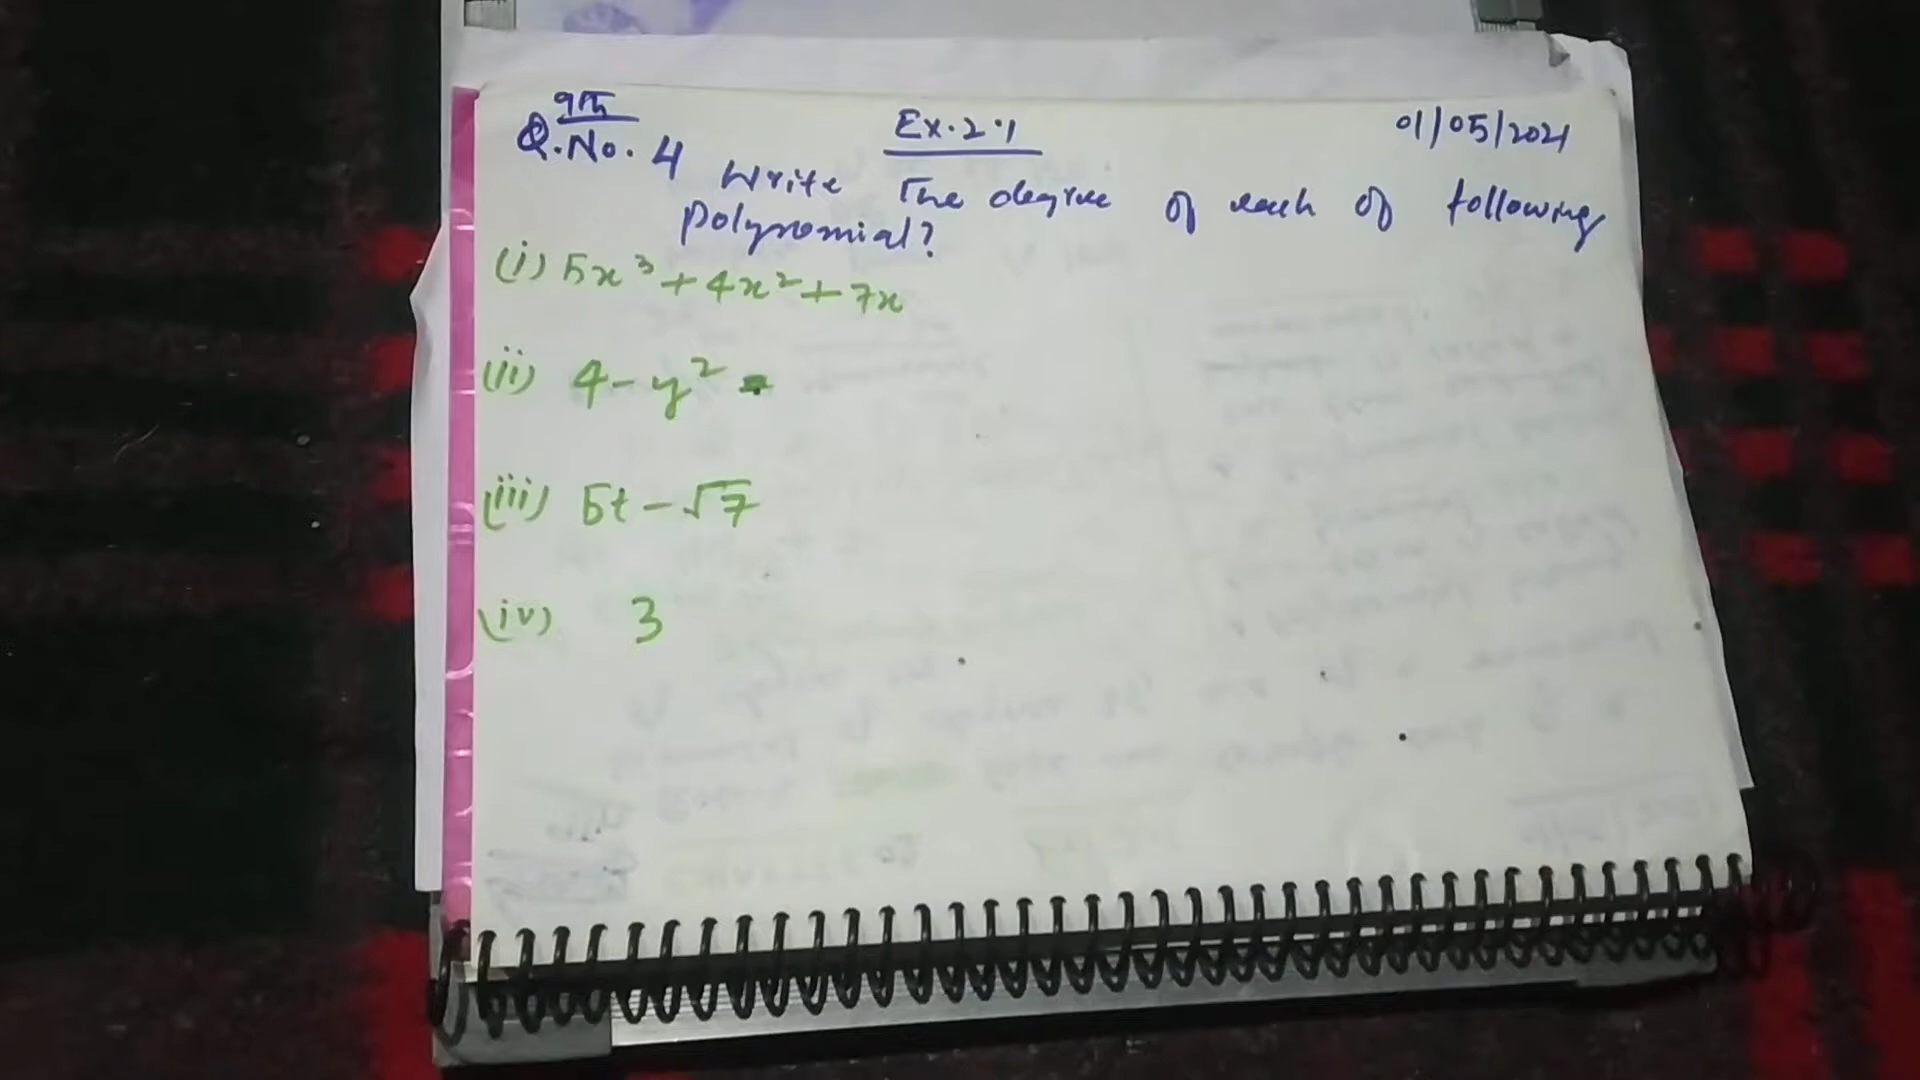 9th
Ex. 2.1
01/05/2021
Q.No. 4 Write The degree of each of following
polynomial?
(i) 5x³ + 4x² + 7x
(ii) 4 - y²
(iii) 5t - √7
(iv) 3